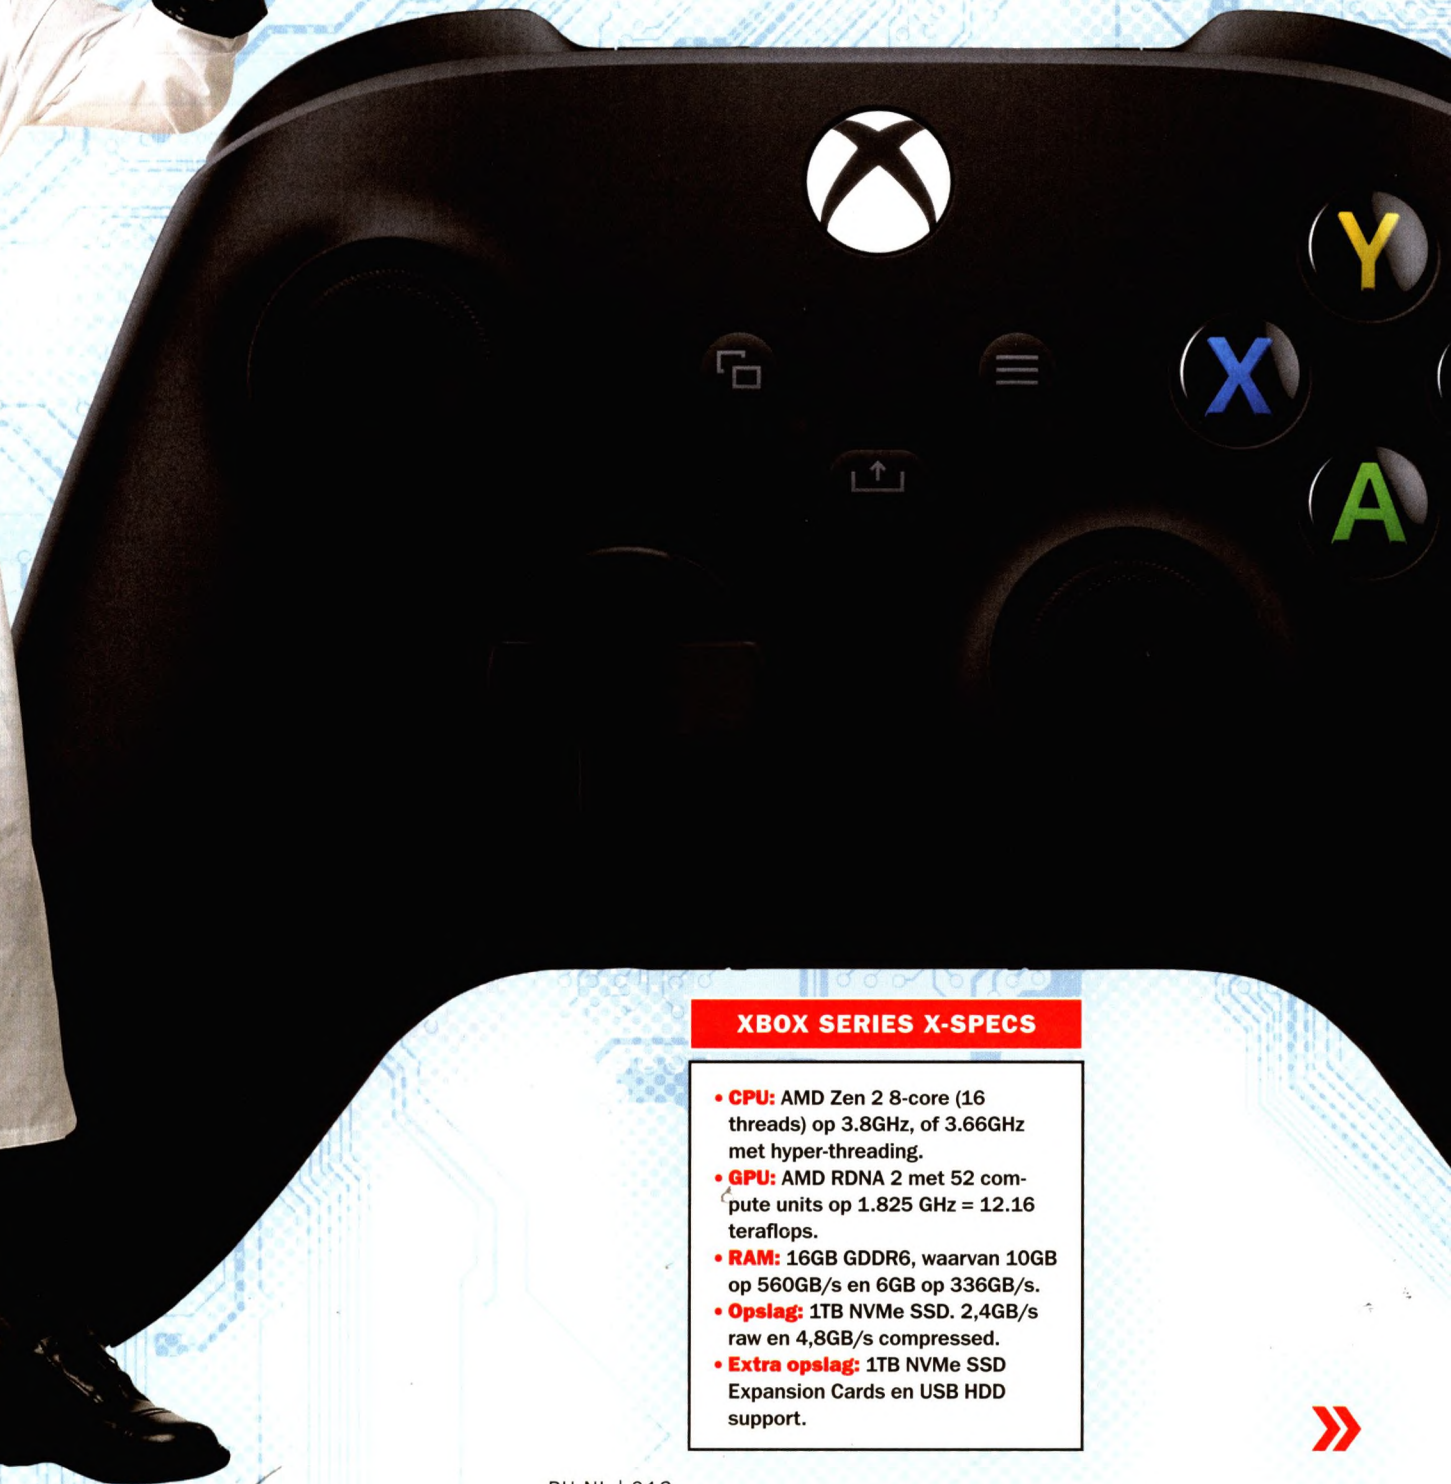 Y
X
A
XBOX SERIES X-SPECS
• CPU: AMD Zen 2 8-core (16
threads) op 3.8GHz, of 3.66GHz
met hyper-threading.
• GPU: AMD RDNA 2 met 52 com-
pute units op 1.825 GHz = 12.16
teraflops.
• RAM: 16GB GDDR6, waarvan 10GB
op 560GB/s en 6GB op 336GB/s.
• Opslag: 1TB NVMe SSD. 2,4GB/s
raw en 4,8GB/s compressed.
• Extra opslag: 1TB NVMe SSD
Expansion Cards en USB HDD
support.